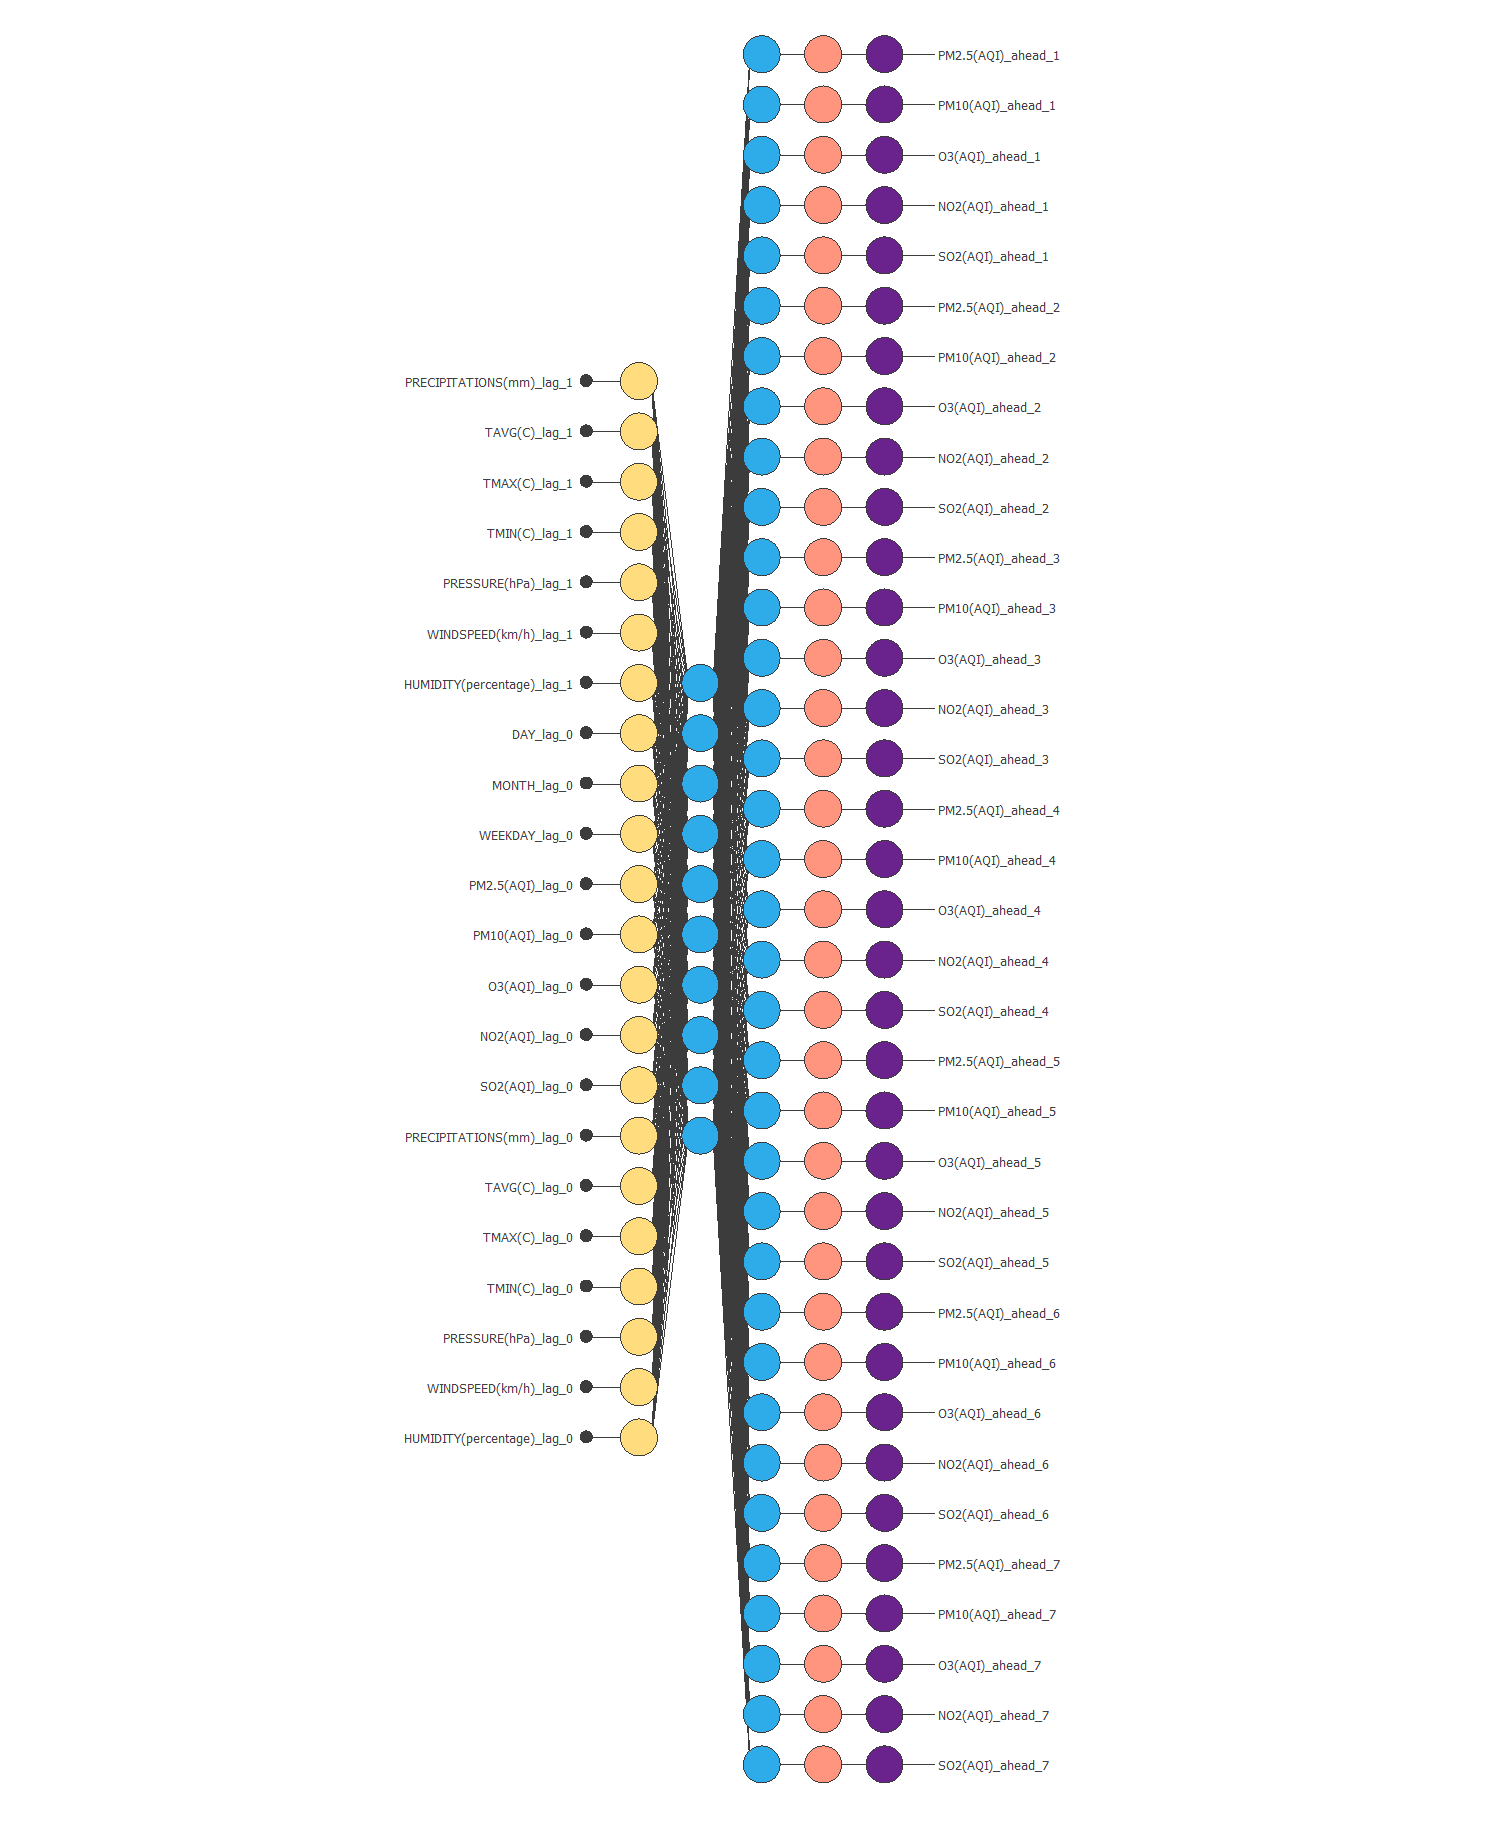 PRECIPITATIONS(mm)_lag_1
TAVG(C)_lag_1
TMAX(C)_lag_1
TMIN(C)_lag_1
PRESSURE(hPa)_lag_1
WINDSPEED(km/h)_lag_1
HUMIDITY(percentage)_lag_1
DAY_lag_0
MONTH_lag_0
WEEKDAY_lag_0
PM2.5(AQI)_lag_0
PM10(AQI)_lag_0
O3(AQI)_lag_0
NO2(AQI)_lag_0
SO2(AQI)_lag_0
PRECIPITATIONS(mm)_lag_0
TAVG(C)_lag_0
TMAX(C)_lag_0
TMIN(C)_lag_0
PRESSURE(hPa)_lag_0
WINDSPEED(km/h)_lag_0
HUMIDITY(percentage)_lag_0
PM2.5(AQI)_ahead_1
PM10(AQI)_ahead_1
O3(AQI)_ahead_1
NO2(AQI)_ahead_1
SO2(AQI)_ahead_1
PM2.5(AQI)_ahead_2
PM10(AQI)_ahead_2
O3(AQI)_ahead_2
NO2(AQI)_ahead_2
SO2(AQI)_ahead_2
PM2.5(AQI)_ahead_3
PM10(AQI)_ahead_3
O3(AQI)_ahead_3
NO2(AQI)_ahead_3
SO2(AQI)_ahead_3
PM2.5(AQI)_ahead_4
PM10(AQI)_ahead_4
O3(AQI)_ahead_4
NO2(AQI)_ahead_4
SO2(AQI)_ahead_4
PM2.5(AQI)_ahead_5
PM10(AQI)_ahead_5
O3(AQI)_ahead_5
NO2(AQI)_ahead_5
SO2(AQI)_ahead_5
PM2.5(AQI)_ahead_6
PM10(AQI)_ahead_6
O3(AQI)_ahead_6
NO2(AQI)_ahead_6
SO2(AQI)_ahead_6
PM2.5(AQI)_ahead_7
PM10(AQI)_ahead_7
O3(AQI)_ahead_7
NO2(AQI)_ahead_7
SO2(AQI)_ahead_7